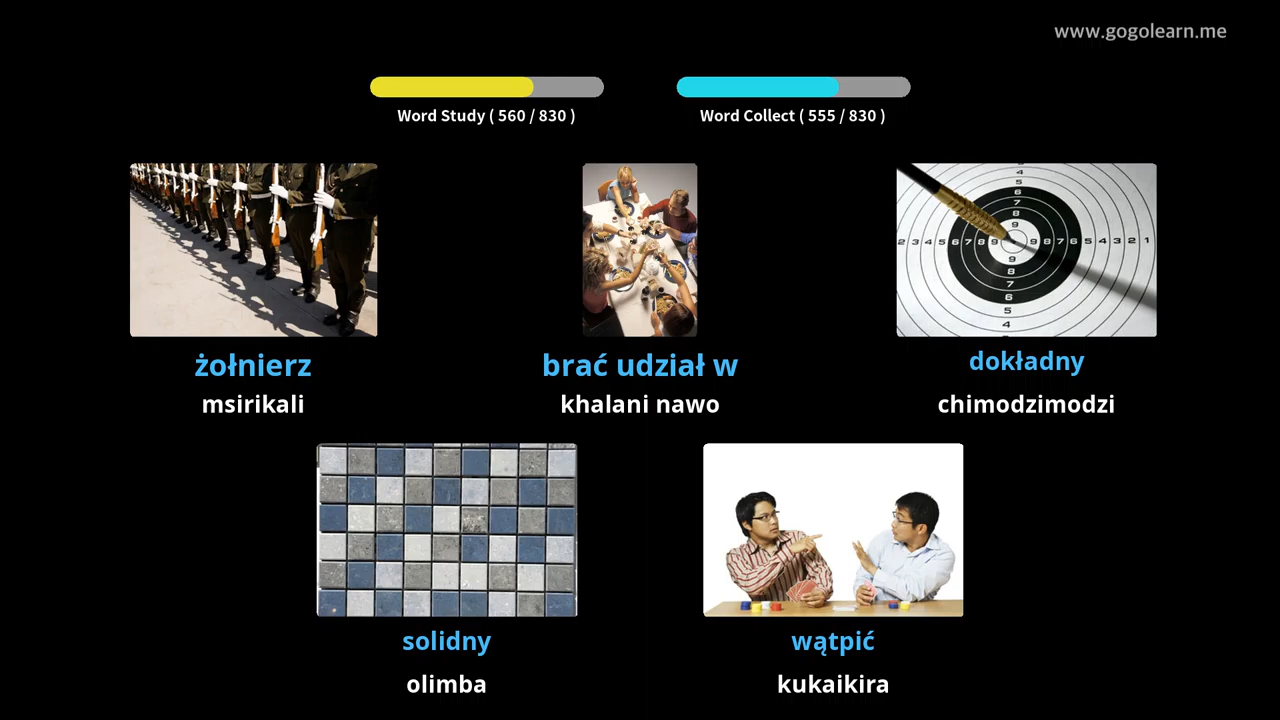 www.gogolearn.me
Word Study ( 560 / 830 )
Word Collect ( 555 / 830 )
żołnierz
msirikali
brać udział w
khalani nawo
dokładny
chimodzimodzi
solidny
olimba
wątpić
kukaikira